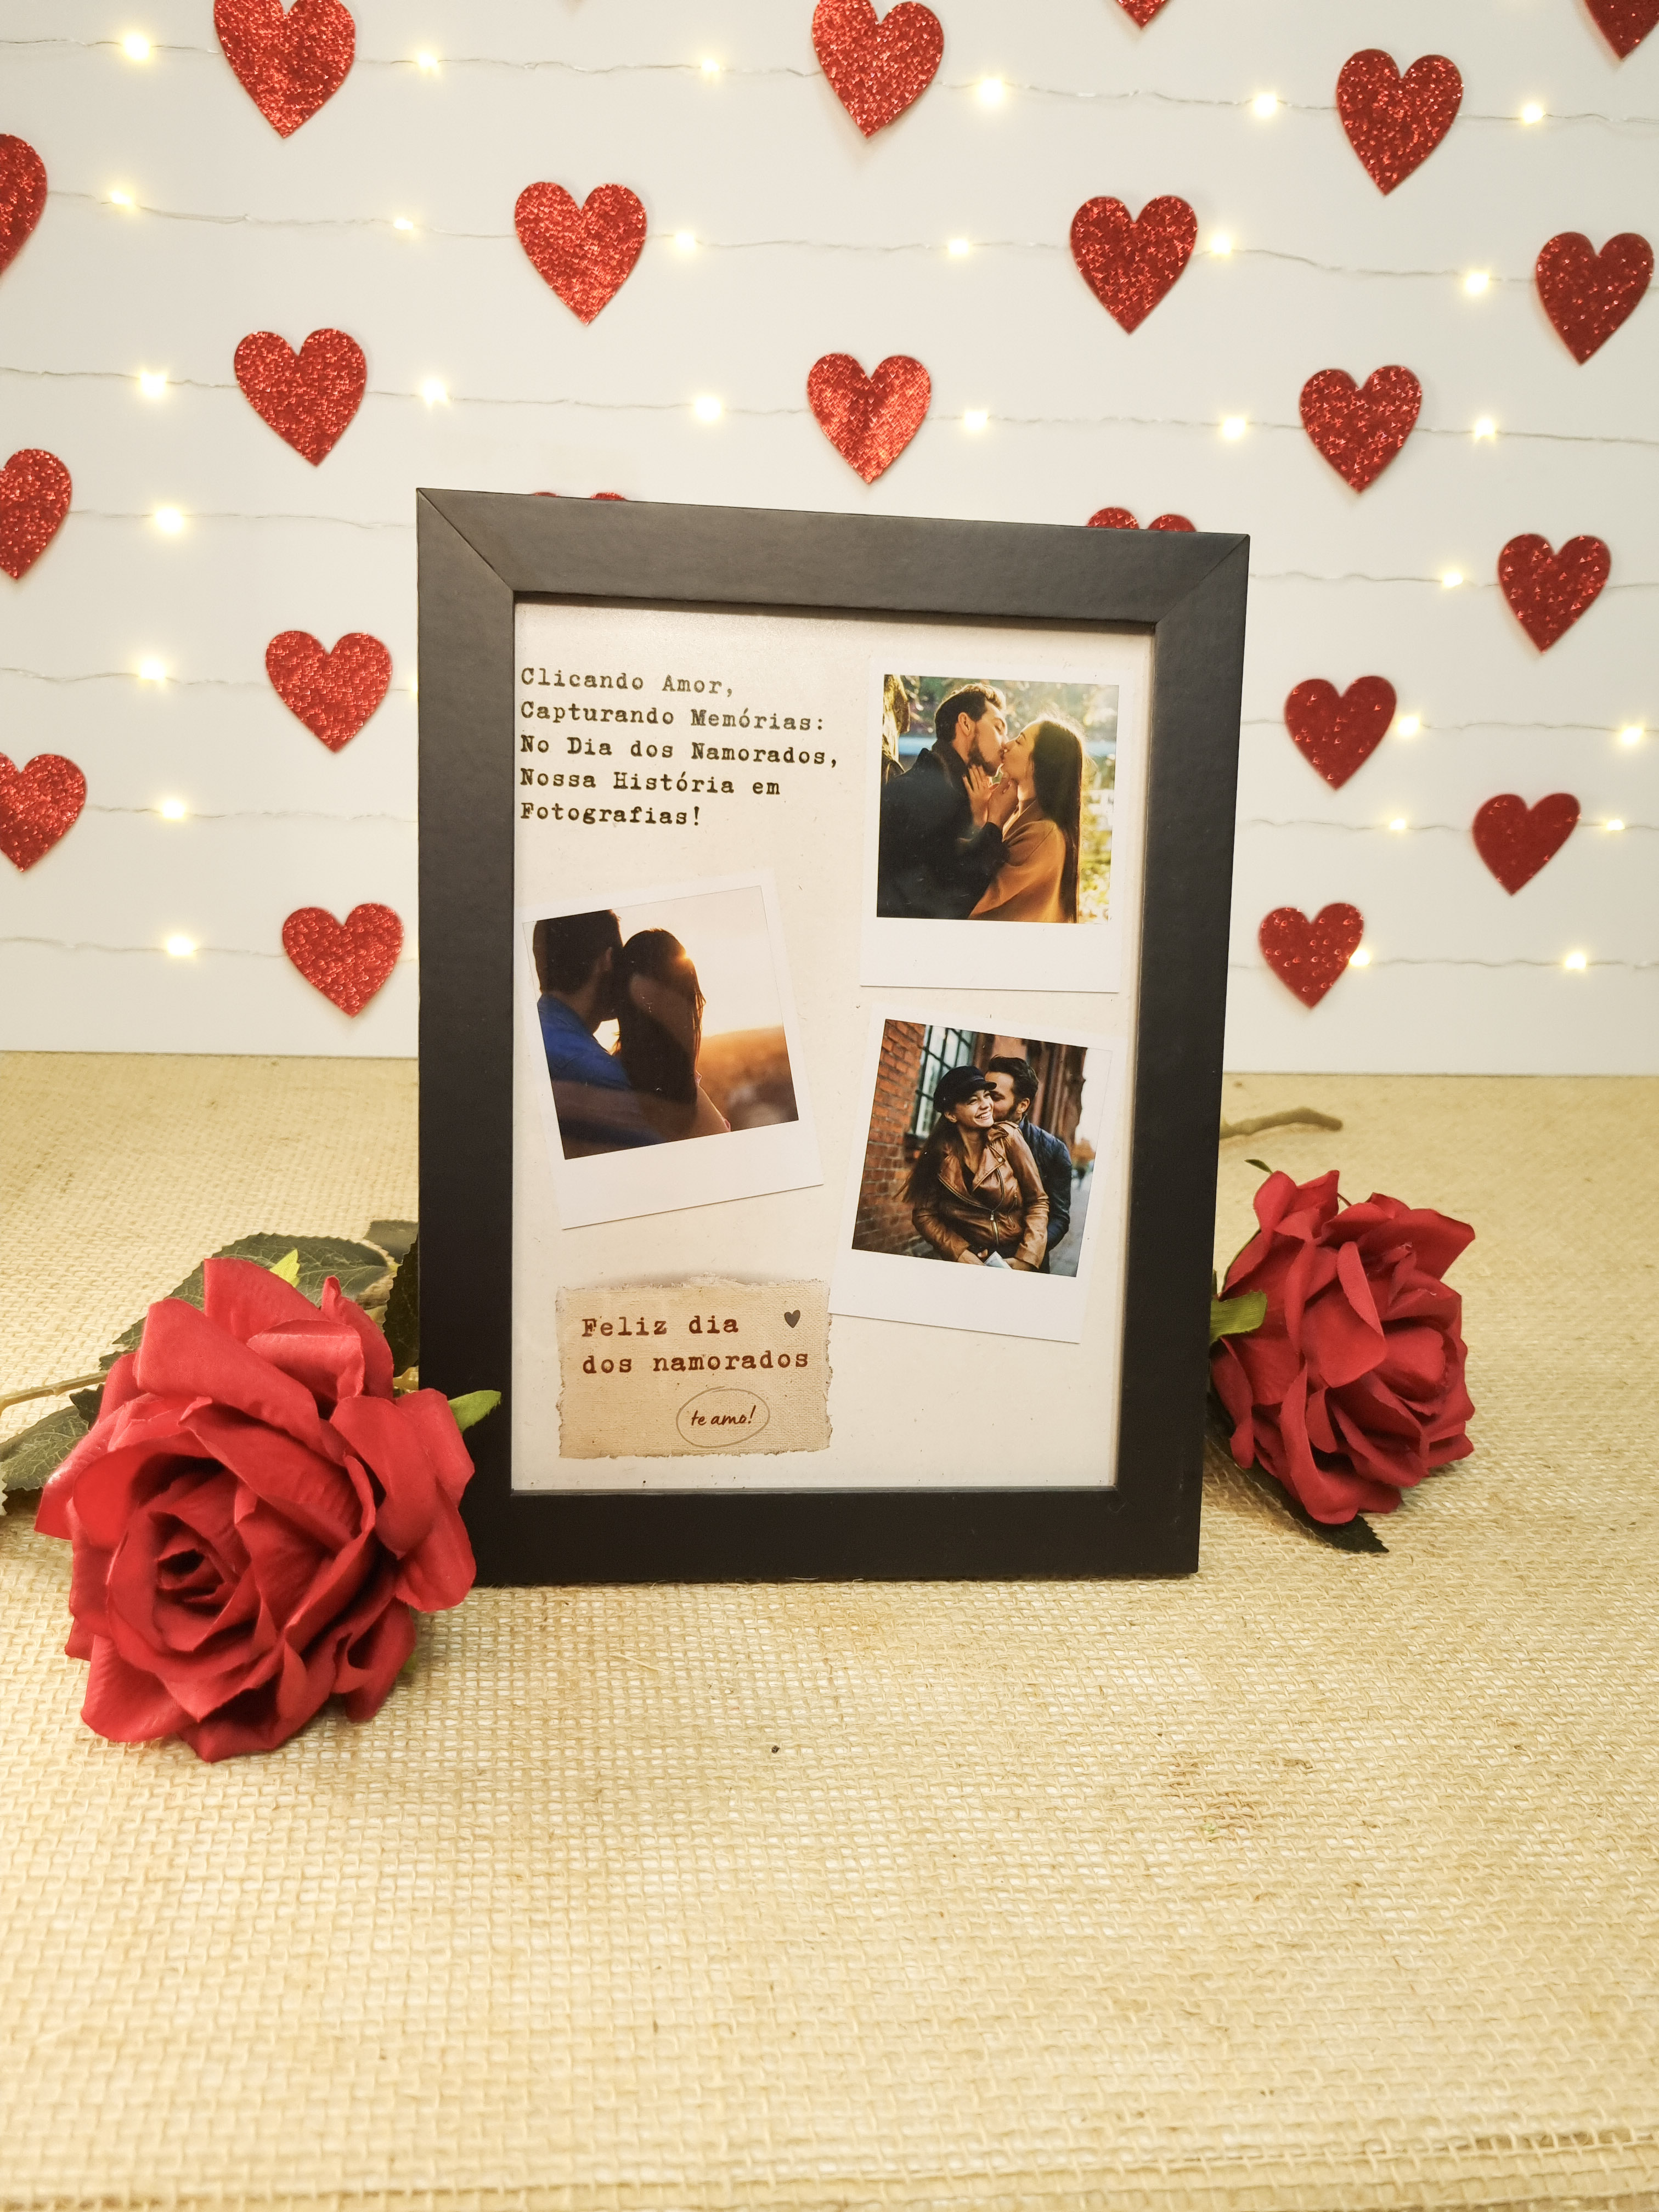 Clicando Amor,
Capturando Memórias:
No Dia dos Namorados,
Nossa História em
Fotografias!
Feliz dia
dos namorados
te amo!